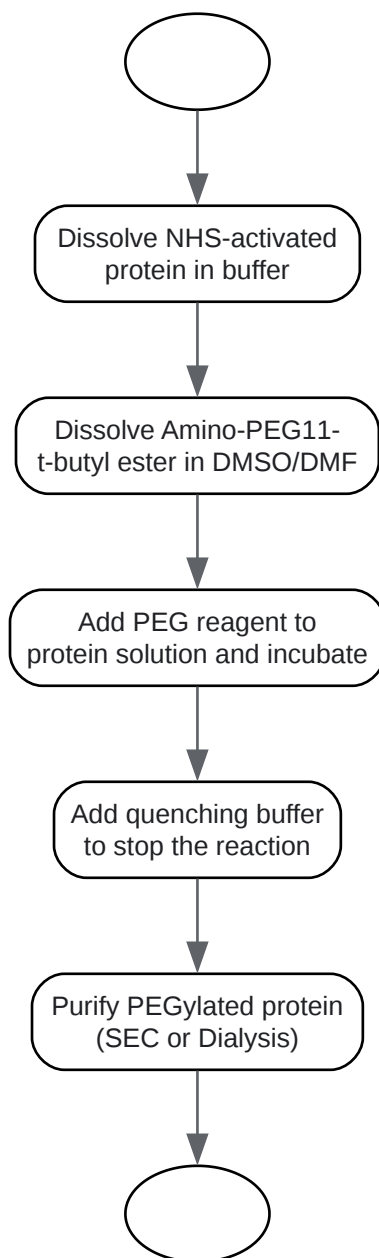 Dissolve NHS-activated
protein in buffer
Dissolve Amino-PEG11-
t-butyl ester in DMSO/DMF
Add PEG reagent to
protein solution and incubate
Add quenching buffer
to stop the reaction
Purify PEGylated protein
(SEC or Dialysis)